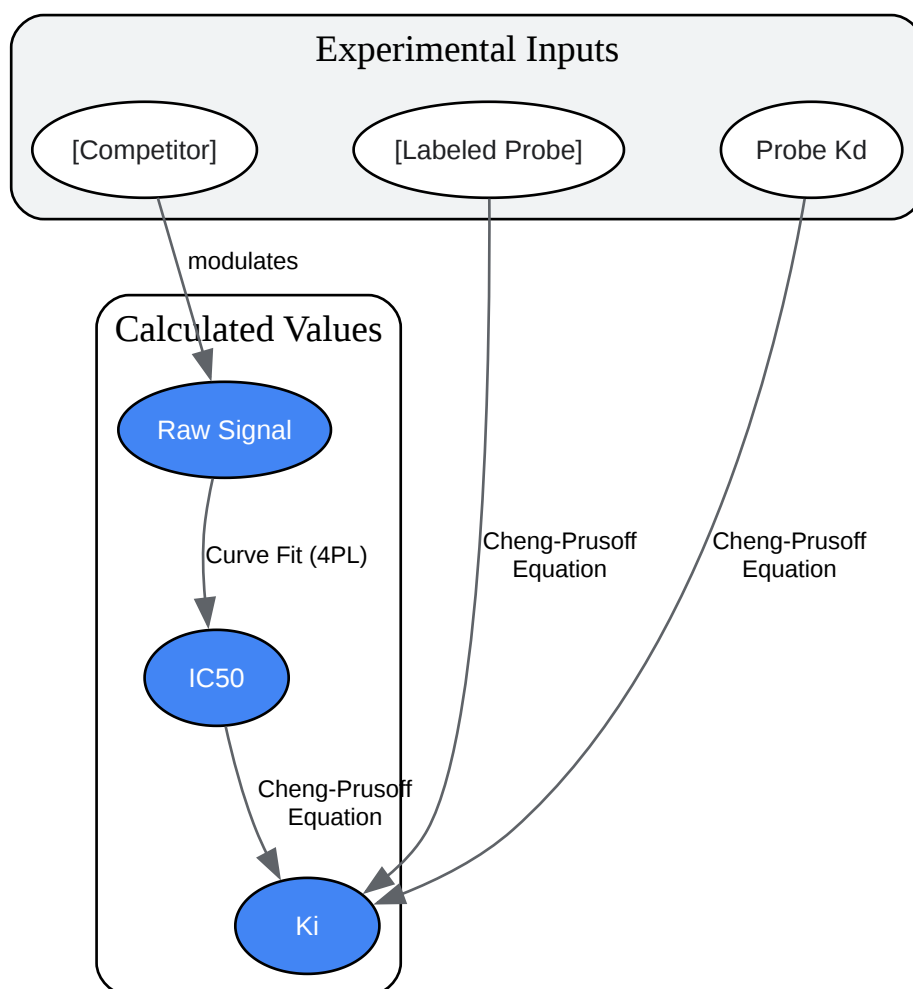 Experimental Inputs
[Competitor]
[Labeled Probe]
Probe Kd
modulates
Calculated Values
Raw Signal
Curve Fit (4PL)
Cheng-Prusoff
Equation
Cheng-Prusoff
Equation
IC50
Cheng-Prusoff
Equation
Ki